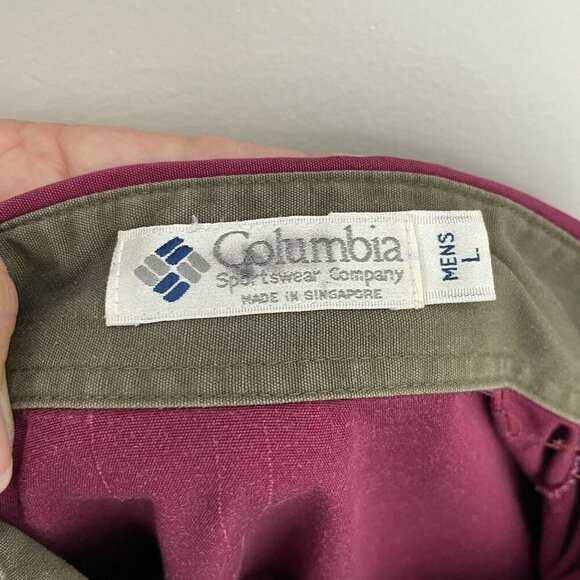 Columbia
Sportswear Company
MADE IN SINGAPORE
MENS
L.